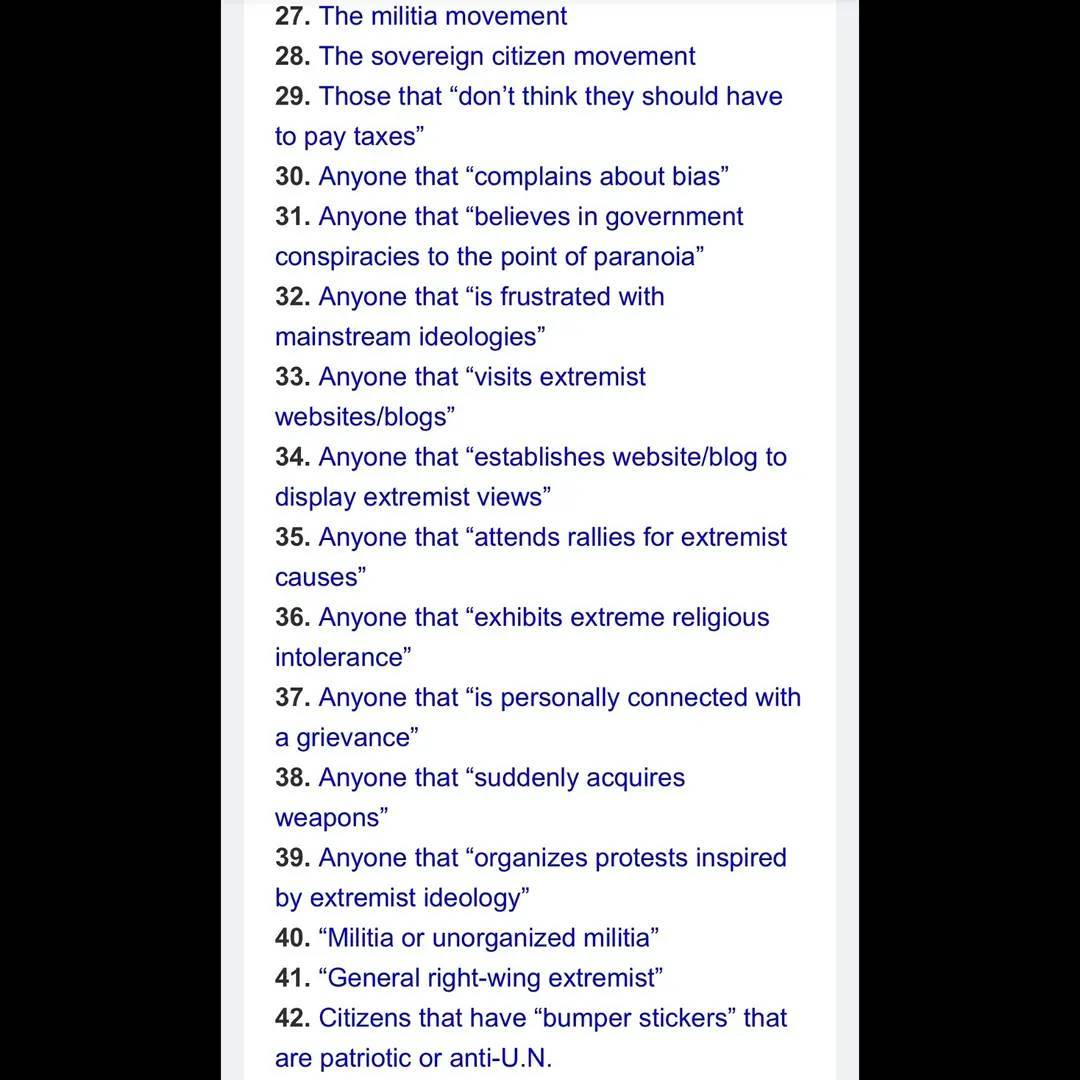 27. The militia movement
28. The sovereign citizen movement
29. Those that “don’t think they should have
to pay taxes”
30. Anyone that “complains about bias”
31. Anyone that “believes in government
conspiracies to the point of paranoia”
32. Anyone that “is frustrated with
mainstream ideologies”
33. Anyone that “visits extremist
websites/blogs”
34. Anyone that “establishes website/blog to
display extremist views”
35. Anyone that “attends rallies for extremist
causes”
36. Anyone that “exhibits extreme religious
intolerance”
37. Anyone that “is personally connected with
a grievance”
38. Anyone that “suddenly acquires
weapons”
39. Anyone that “organizes protests inspired
by extremist ideology”
40. “Militia or unorganized militia”
41. “General right-wing extremist”
42. Citizens that have “bumper stickers” that
are patriotic or anti-U.N.